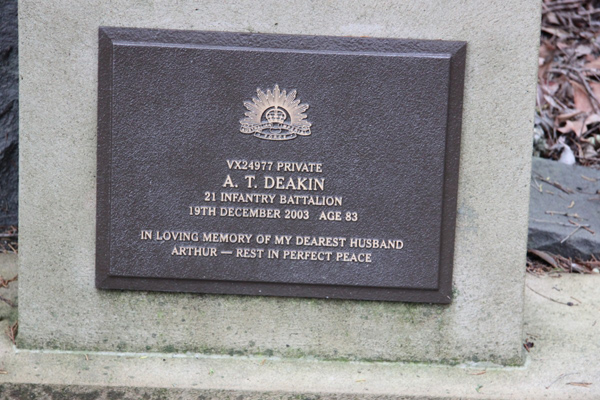 VX24977 PRIVATE
A. T. DEAKIN
21 INFANTRY BATTALION
19TH DECEMBER 2003 AGE 83
IN LOVING MEMORY OF MY DEAREST HUSBAND
ARTHUR — REST IN PERFECT PEACE